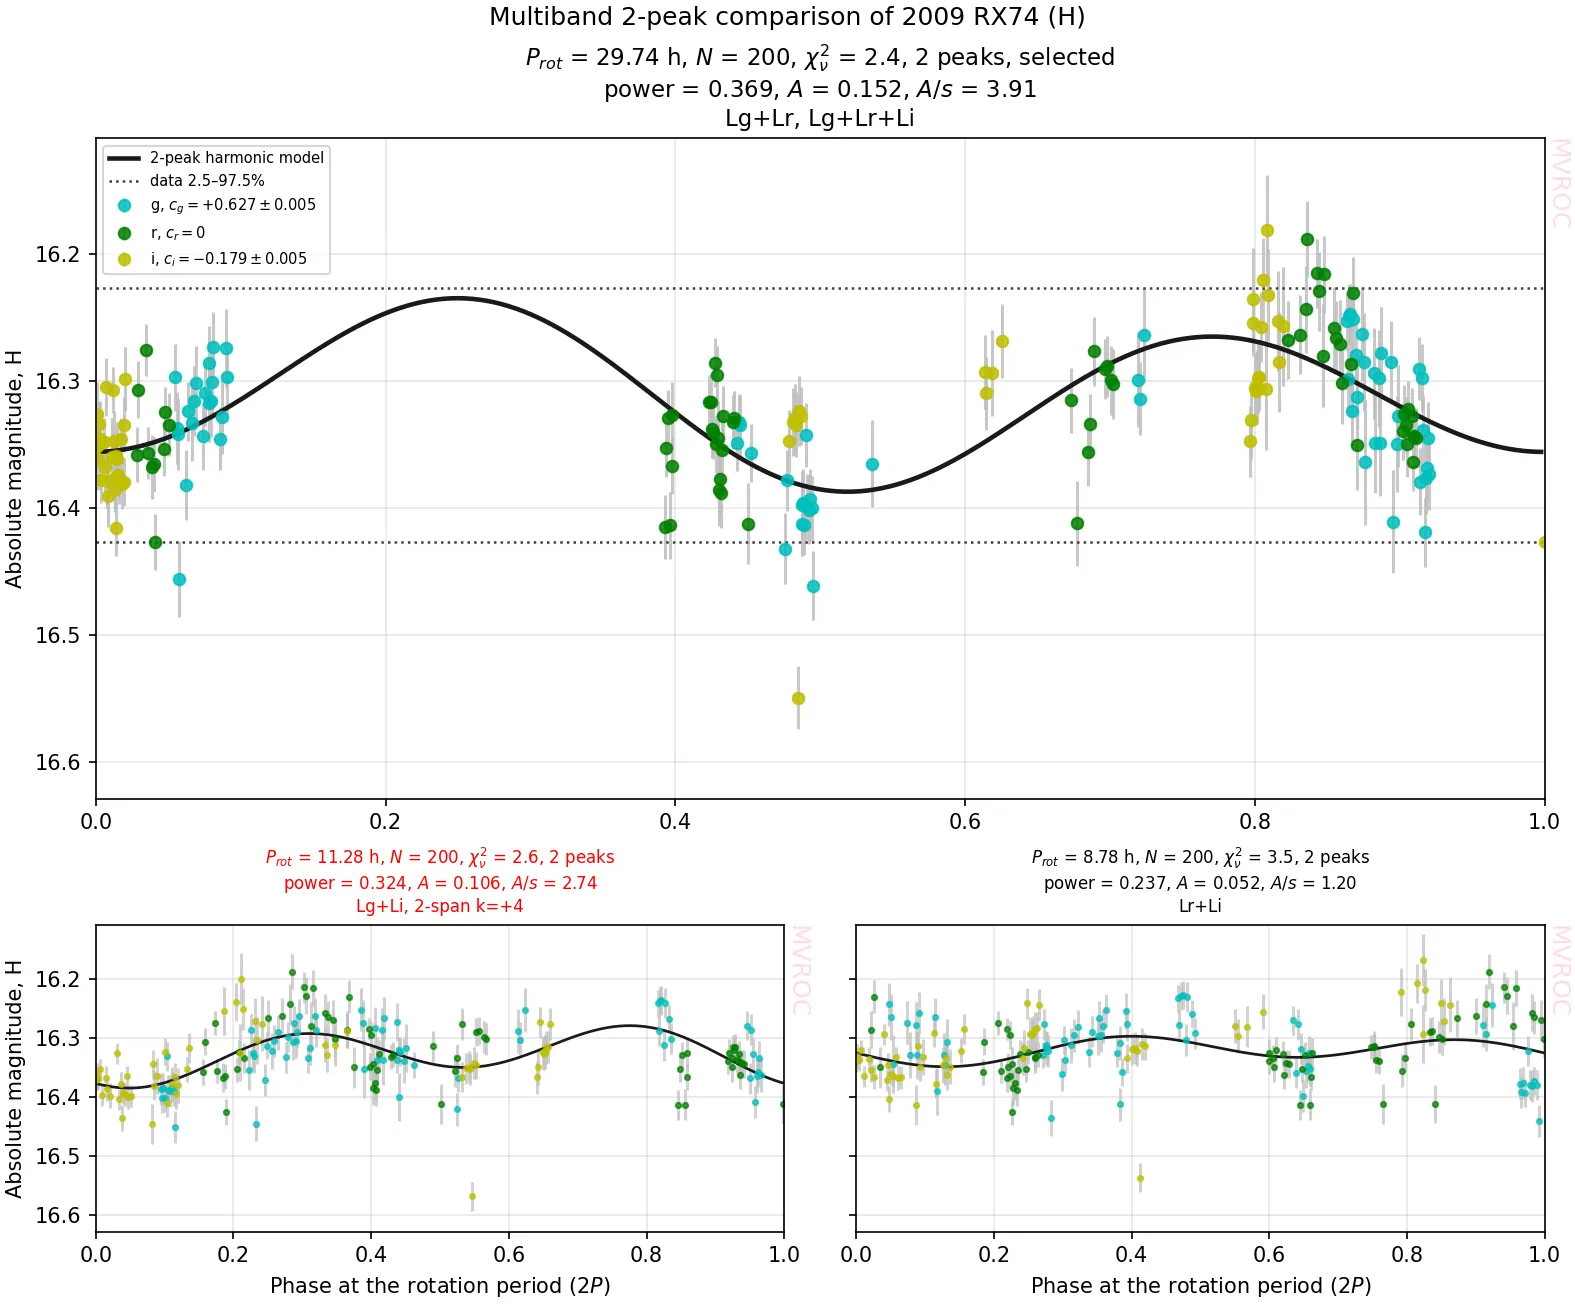 Multiband 2-peak comparison of 2009 RX74 (H)
P_rot = 29.74 h, N = 200, χ²_ν = 2.4, 2 peaks, selected
power = 0.369, A = 0.152, A/s = 3.91
Lg+Lr, Lg+Lr+Li
2-peak harmonic model
data 2.5–97.5%
g, c_g = +0.627 ± 0.005
r, c_r = 0
i, c_i = −0.179 ± 0.005
MVROC
Absolute magnitude, H
16.2
16.3
16.4
16.5
16.6
0.0 0.2 0.4 0.6 0.8 1.0
P_rot = 11.28 h, N = 200, χ²_ν = 2.6, 2 peaks
power = 0.324, A = 0.106, A/s = 2.74
Lg+Li, 2-span k=+4
MVROC
Absolute magnitude, H
16.2
16.3
16.4
16.5
16.6
0.0 0.2 0.4 0.6 0.8 1.0
Phase at the rotation period (2P)
P_rot = 8.78 h, N = 200, χ²_ν = 3.5, 2 peaks
power = 0.237, A = 0.052, A/s = 1.20
Lr+Li
MVROC
0.0 0.2 0.4 0.6 0.8 1.0
Phase at the rotation period (2P)